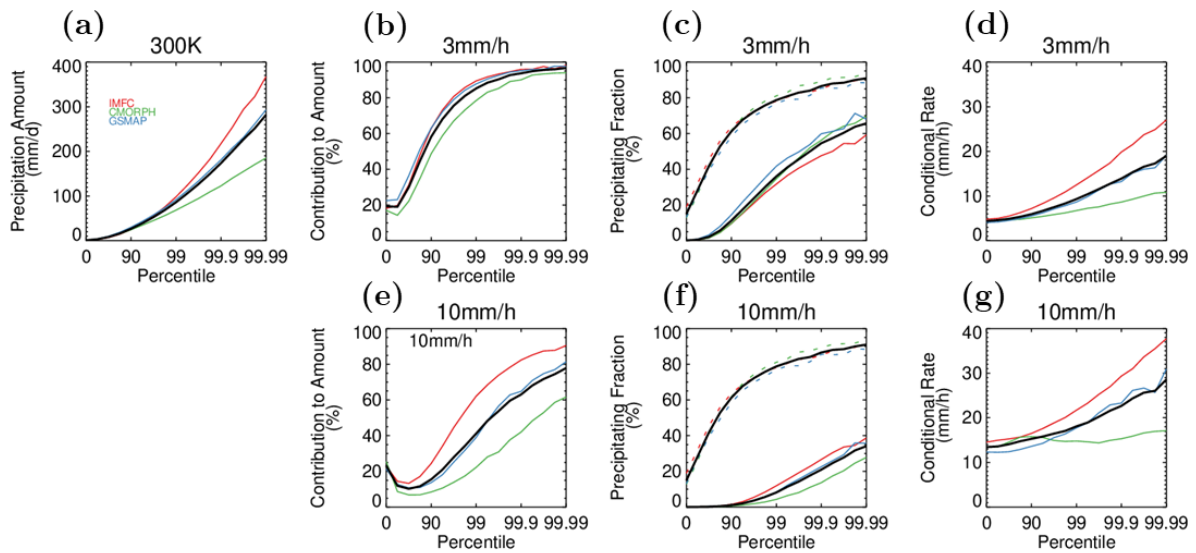 (a)
300K
400
300
200
100
0
Precipitation Amount
(mm/d)
IMFC
CMORPH
GSMAP
0 90 99 99.9 99.99
Percentile
(b)
3mm/h
100
80
60
40
20
0
Contribution to Amount
(%)
0 90 99 99.9 99.99
Percentile
(c)
3mm/h
100
80
60
40
20
0
Precipitating Fraction
(%)
0 90 99 99.9 99.99
Percentile
(d)
3mm/h
40
30
20
10
0
Conditional Rate
(mm/h)
0 90 99 99.9 99.99
Percentile
(e)
10mm/h
10mm/h
100
80
60
40
20
0
Contribution to Amount
(%)
0 90 99 99.9 99.99
Percentile
(f)
10mm/h
100
80
60
40
20
0
Precipitating Fraction
(%)
0 90 99 99.9 99.99
Percentile
(g)
10mm/h
40
30
20
10
0
Conditional Rate
(mm/h)
0 90 99 99.9 99.99
Percentile